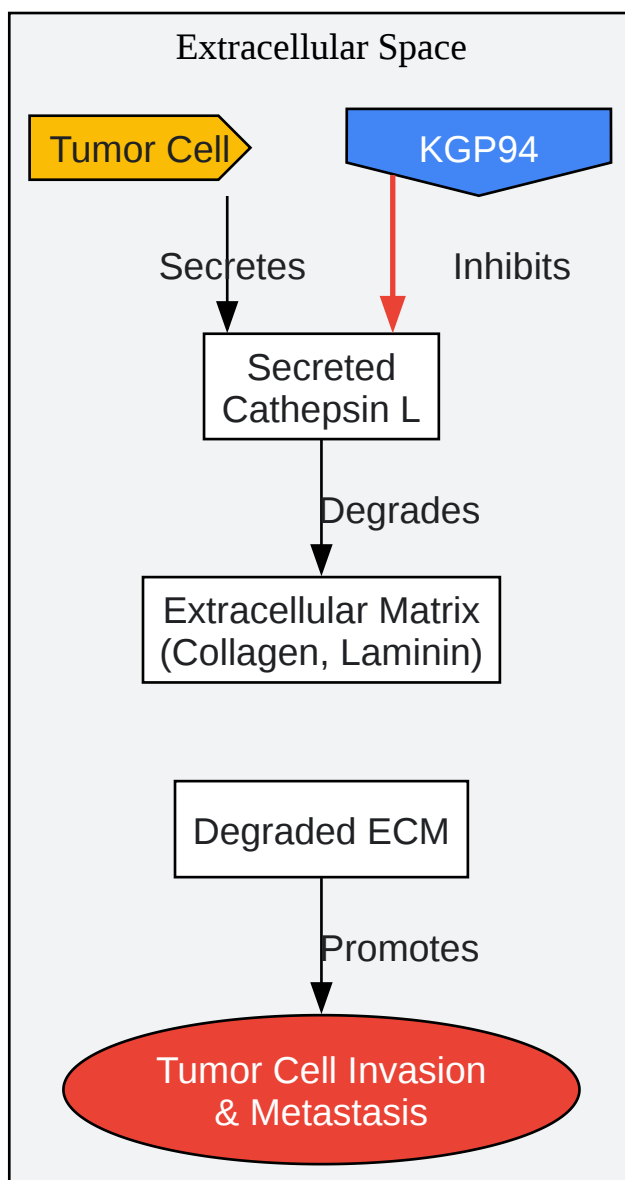 Extracellular Space
Tumor Cell
KGP94
Secretes
Inhibits
Secreted
Cathepsin L
Degrades
Extracellular Matrix
(Collagen, Laminin)
Degraded ECM
Promotes
Tumor Cell Invasion
& Metastasis